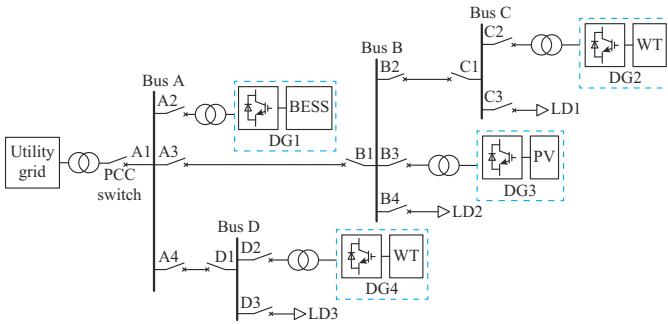 Bus C
C2
WT
DG2
Bus B
B2
C1
C3
LD1
Bus A
A2
BESS
DG1
Utility
grid
A1
PCC
switch
A3
B1
B3
PV
DG3
B4
LD2
A4
D1
Bus D
D2
WT
DG4
D3
LD3